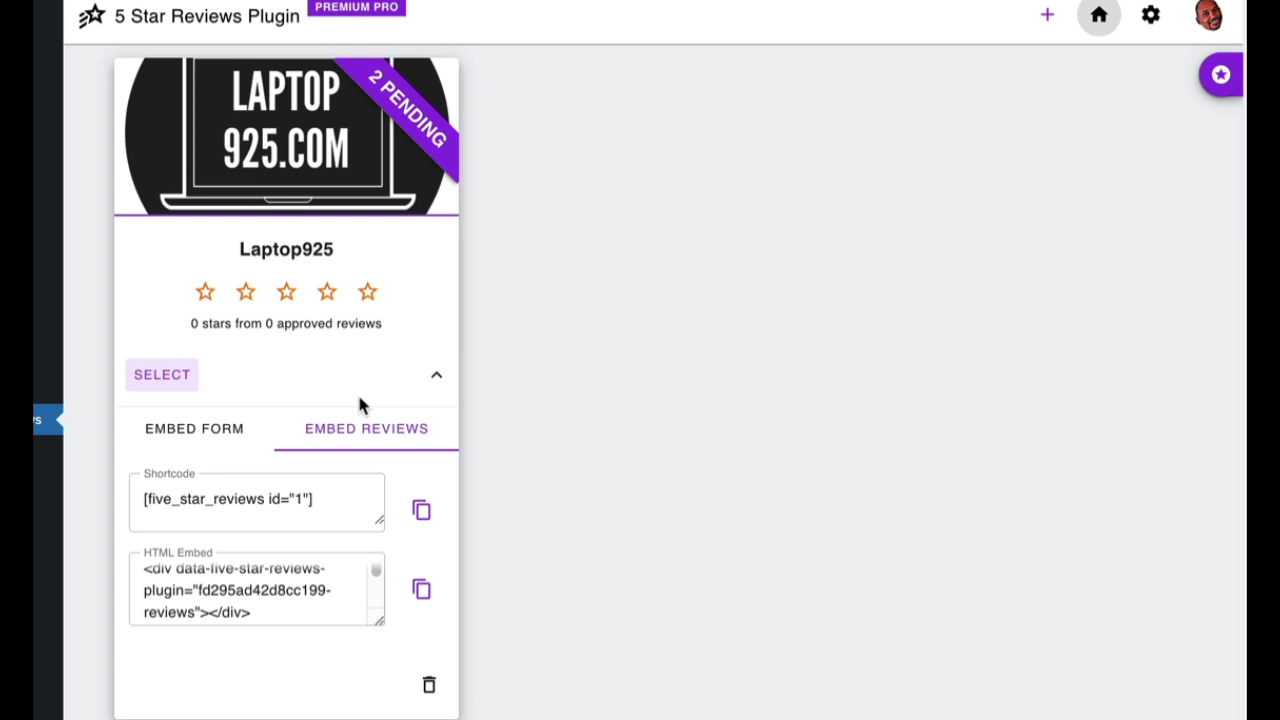 5 Star Reviews Plugin
PREMIUM PRO
LAPTOP
925.COM
2 PENDING
Laptop925
0 stars from 0 approved reviews
SELECT
EMBED FORM
EMBED REVIEWS
Shortcode
[five_star_reviews id="1"]
HTML Embed
<div data-five-star-reviews-
plugin="fd295ad42d8cc199-
reviews"></div>